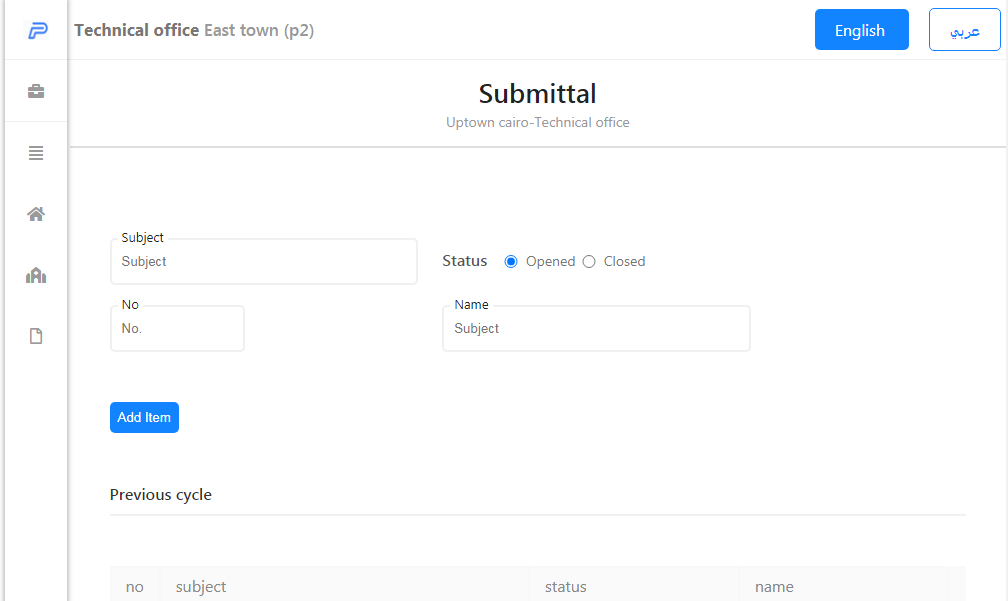 Technical office East town (p2) English عربي
Submittal
Uptown cairo-Technical office
Subject
Subject
Status Opened Closed
No
No.
Name
Subject
Add Item
Previous cycle
no subject status name